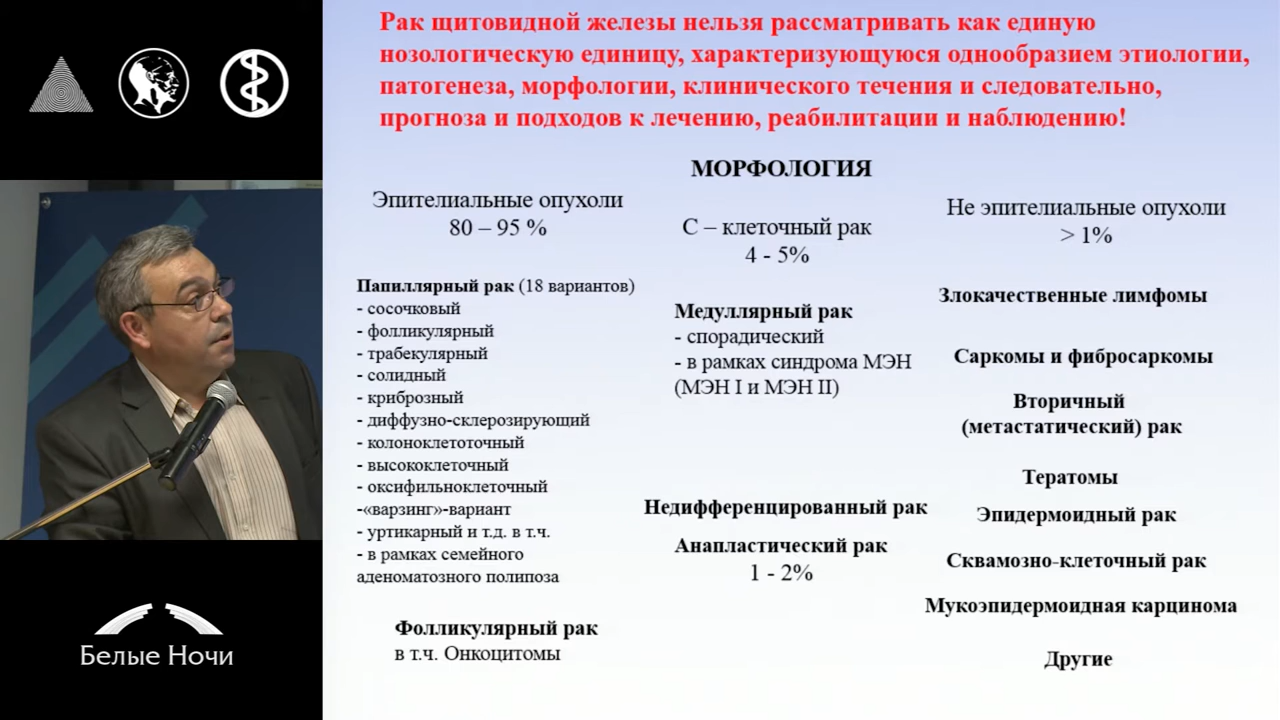 Рак щитовидной железы нельзя рассматривать как единую
нозологическую единицу, характеризующуюся однообразием этиологии,
патогенеза, морфологии, клинического течения и следовательно,
прогноза и подходов к лечению, реабилитации и наблюдению!
МОРФОЛОГИЯ
Эпителиальные опухоли
80 – 95 %
Папиллярный рак (18 вариантов)
- сосочковый
- фолликулярный
- трабекулярный
- солидный
- криброзный
- диффузно-склерозирующий
- колоноклетоточный
- высококлеточный
- оксифильноклеточный
-«варзинг»-вариант
- уртикарный и т.д. в т.ч.
- в рамках семейного
аденоматозного полипоза
Фолликулярный рак
в т.ч. Онкоцитомы
С – клеточный рак
4 - 5%
Медуллярный рак
- спорадический
- в рамках синдрома МЭН
(МЭН I и МЭН II)
Недифференцированный рак
Анапластический рак
1 - 2%
Не эпителиальные опухоли
> 1%
Злокачественные лимфомы
Саркомы и фибросаркомы
Вторичный
(метастатический) рак
Тератомы
Эпидермоидный рак
Сквамозно-клеточный рак
Мукоэпидермоидная карцинома
Другие
Белые Ночи